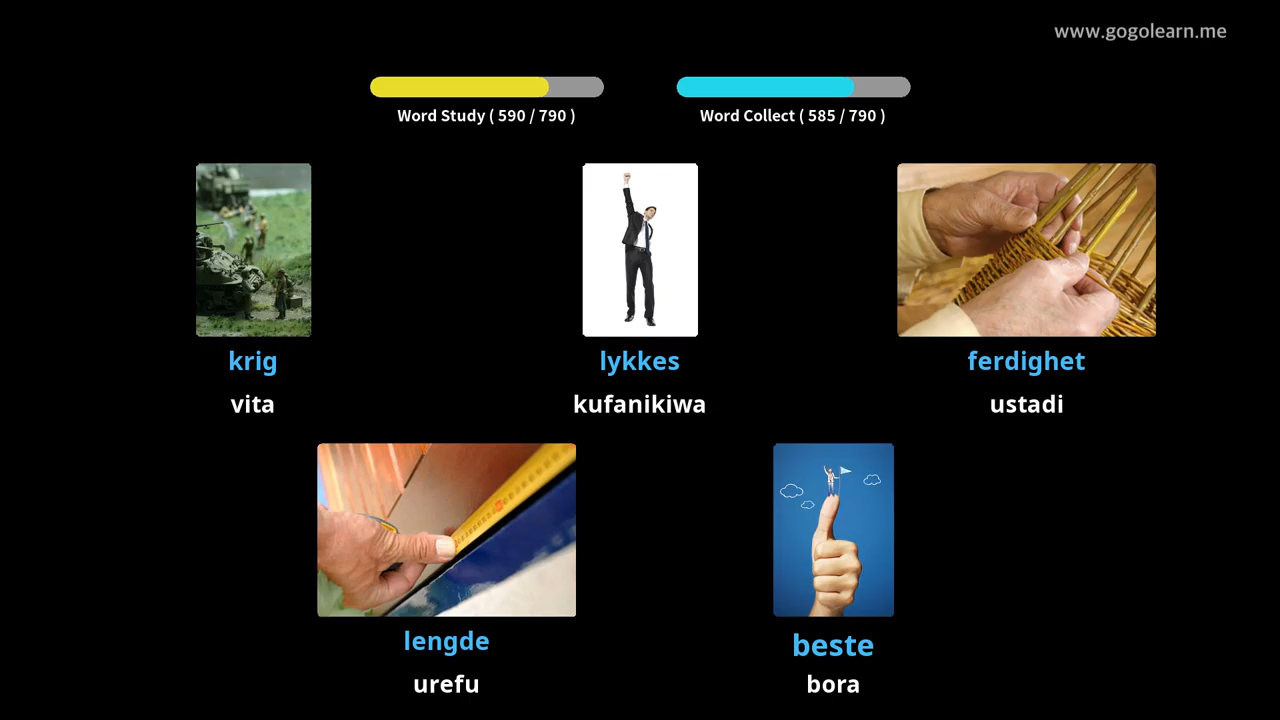 www.gogolearn.me
Word Study ( 590 / 790 )
Word Collect ( 585 / 790 )
krig
lykkes
ferdighet
vita
kufanikiwa
ustadi
lengde
beste
urefu
bora